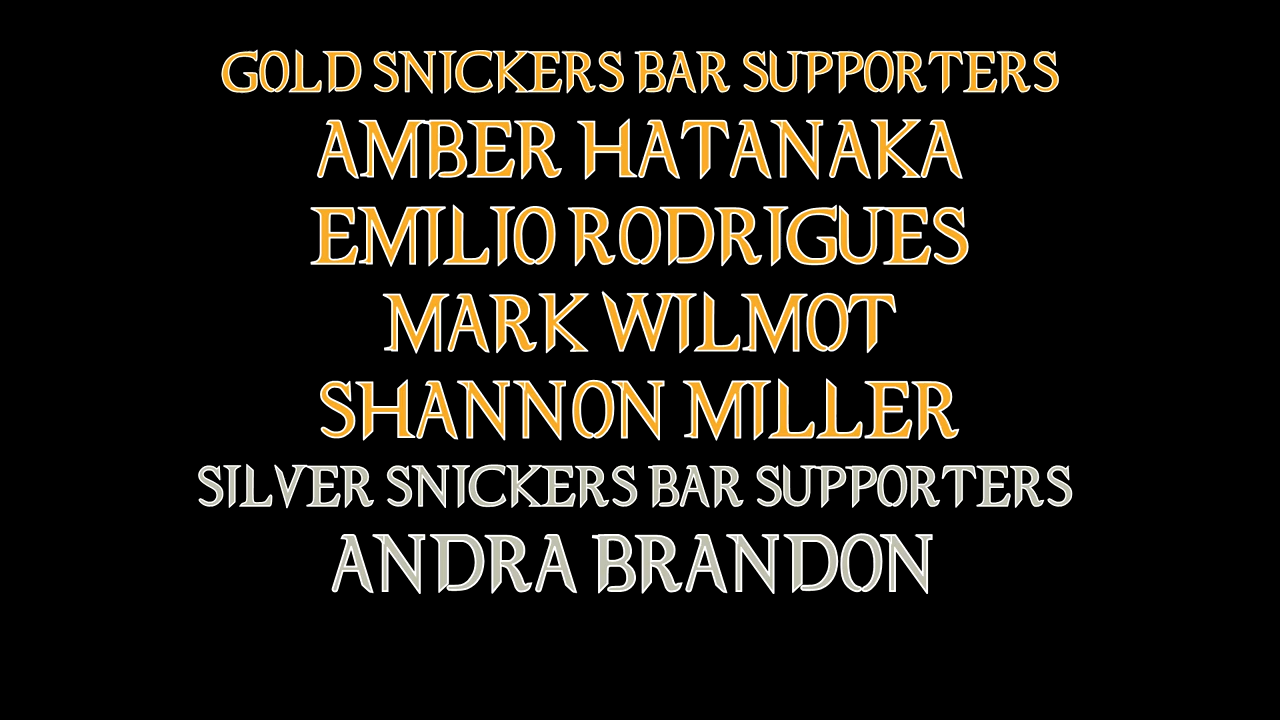 GOLD SNICKERS BAR SUPPORTERS
AMBER HATANAKA
EMILIO RODRIGUES
MARK WILMOT
SHANNON MILLER
SILVER SNICKERS BAR SUPPORTERS
ANDRA BRANDON